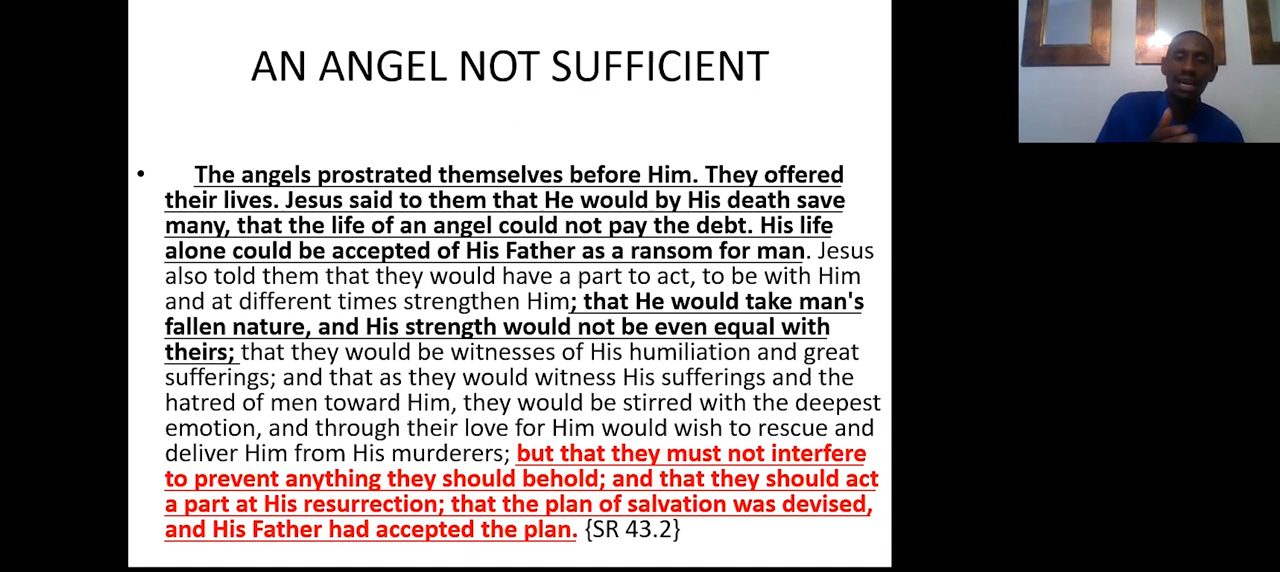 AN ANGEL NOT SUFFICIENT
• The angels prostrated themselves before Him. They offered
their lives. Jesus said to them that He would by His death save
many, that the life of an angel could not pay the debt. His life
alone could be accepted of His Father as a ransom for man. Jesus
also told them that they would have a part to act, to be with Him
and at different times strengthen Him; that He would take man's
fallen nature, and His strength would not be even equal with
theirs; that they would be witnesses of His humiliation and great
sufferings; and that as they would witness His sufferings and the
hatred of men toward Him, they would be stirred with the deepest
emotion, and through their love for Him would wish to rescue and
deliver Him from His murderers; but that they must not interfere
to prevent anything they should behold; and that they should act
a part at His resurrection; that the plan of salvation was devised,
and His Father had accepted the plan. {SR 43.2}